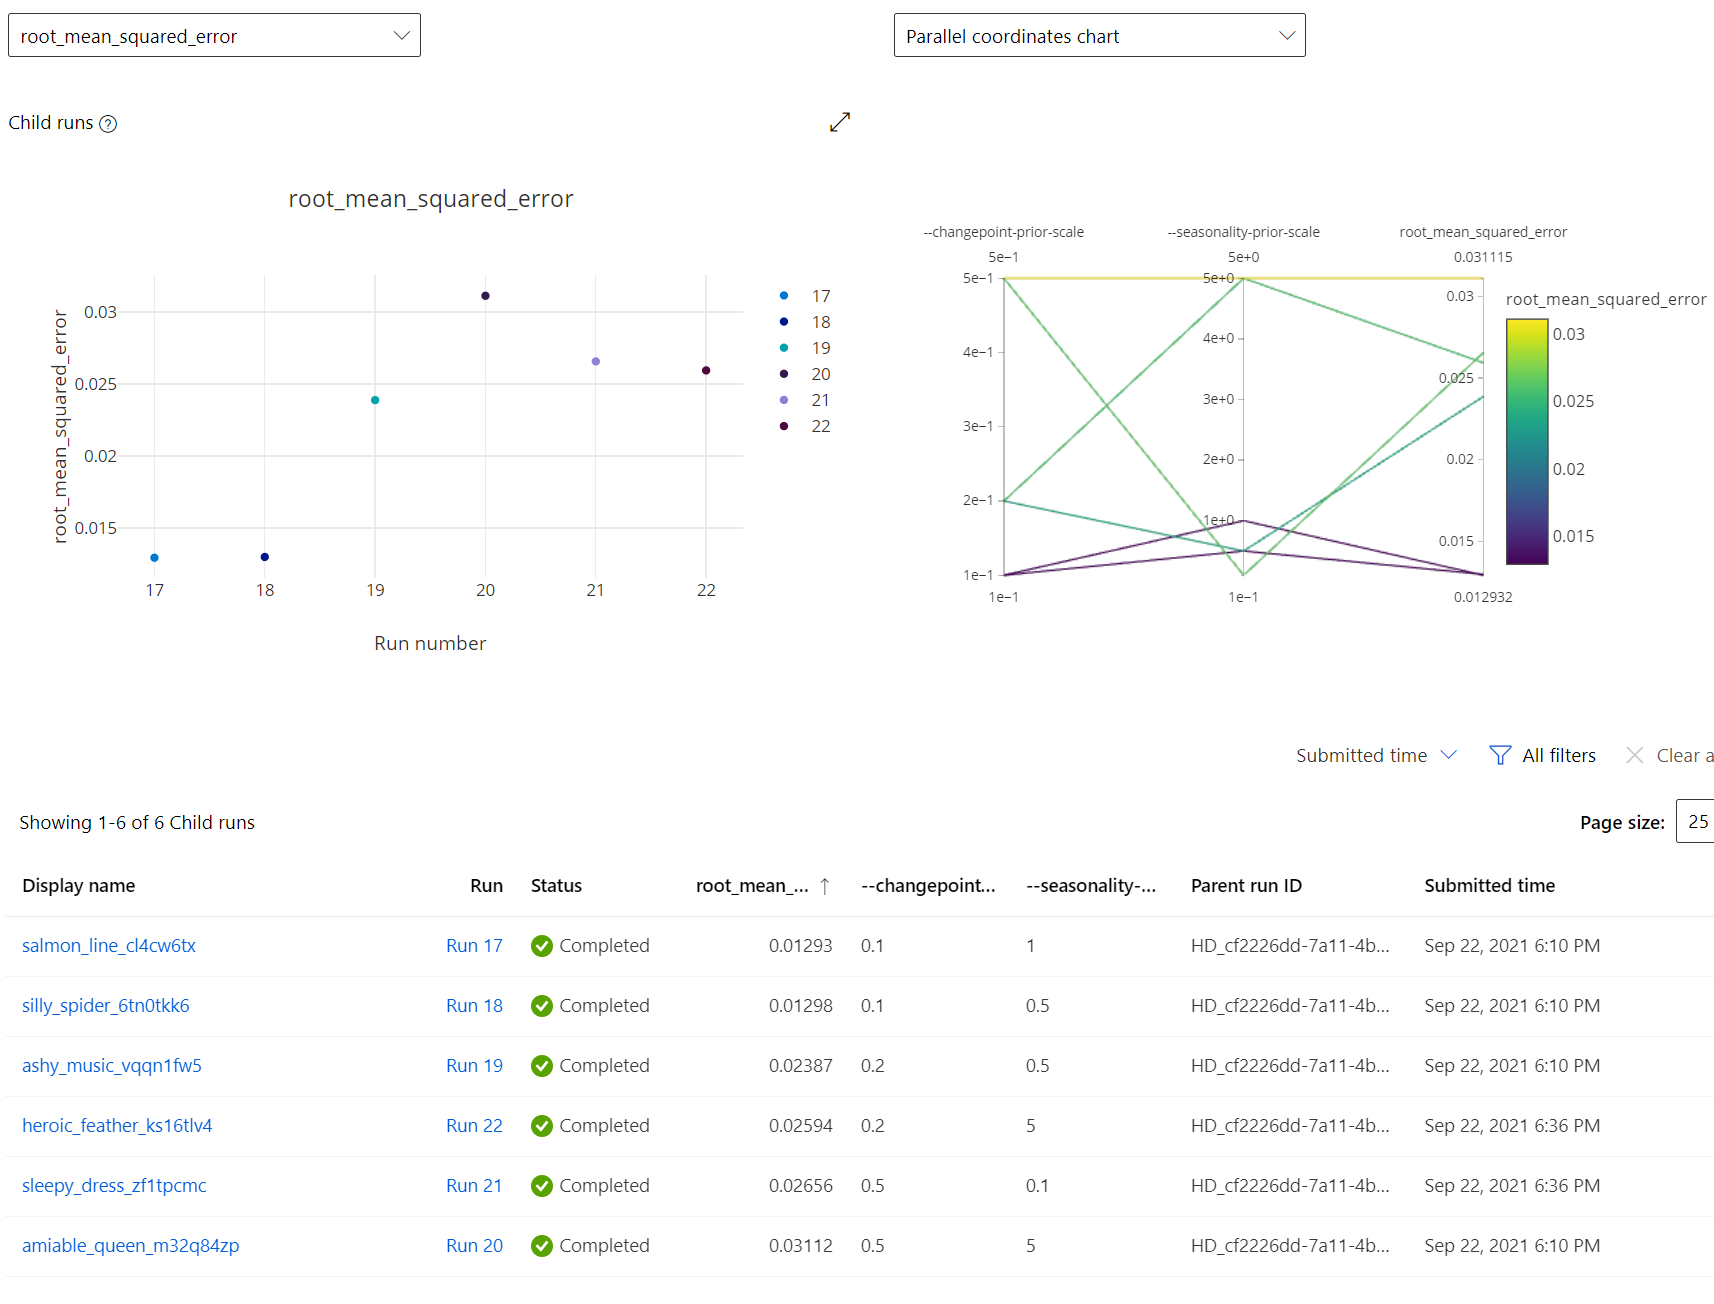 root_mean_squared_error
Parallel coordinates chart
Child runs ?
root_mean_squared_error
root_mean_squared_error
0.03
0.025
0.02
0.015
17 18 19 20 21 22
Run number
17
18
19
20
21
22
--changepoint-prior-scale --seasonality-prior-scale root_mean_squared_error
5e−1 5e+0 0.031115
5e−1
4e−1
3e−1
2e−1
1e−1
5e+0
4e+0
3e+0
2e+0
1e+0
0.03
0.025
0.02
0.015
1e−1 1e−1 0.012932
root_mean_squared_error
0.03
0.025
0.02
0.015
Submitted time All filters Clear a
Showing 1-6 of 6 Child runs Page size: 25
Display name Run Status root_mean_... ↑ --changepoint... --seasonality-... Parent run ID Submitted time
salmon_line_cl4cw6tx Run 17 Completed 0.01293 0.1 1 HD_cf2226dd-7a11-4b... Sep 22, 2021 6:10 PM
silly_spider_6tn0tkk6 Run 18 Completed 0.01298 0.1 0.5 HD_cf2226dd-7a11-4b... Sep 22, 2021 6:10 PM
ashy_music_vqqn1fw5 Run 19 Completed 0.02387 0.2 0.5 HD_cf2226dd-7a11-4b... Sep 22, 2021 6:10 PM
heroic_feather_ks16tlv4 Run 22 Completed 0.02594 0.2 5 HD_cf2226dd-7a11-4b... Sep 22, 2021 6:36 PM
sleepy_dress_zf1tpcmc Run 21 Completed 0.02656 0.5 0.1 HD_cf2226dd-7a11-4b... Sep 22, 2021 6:36 PM
amiable_queen_m32q84zp Run 20 Completed 0.03112 0.5 5 HD_cf2226dd-7a11-4b... Sep 22, 2021 6:10 PM